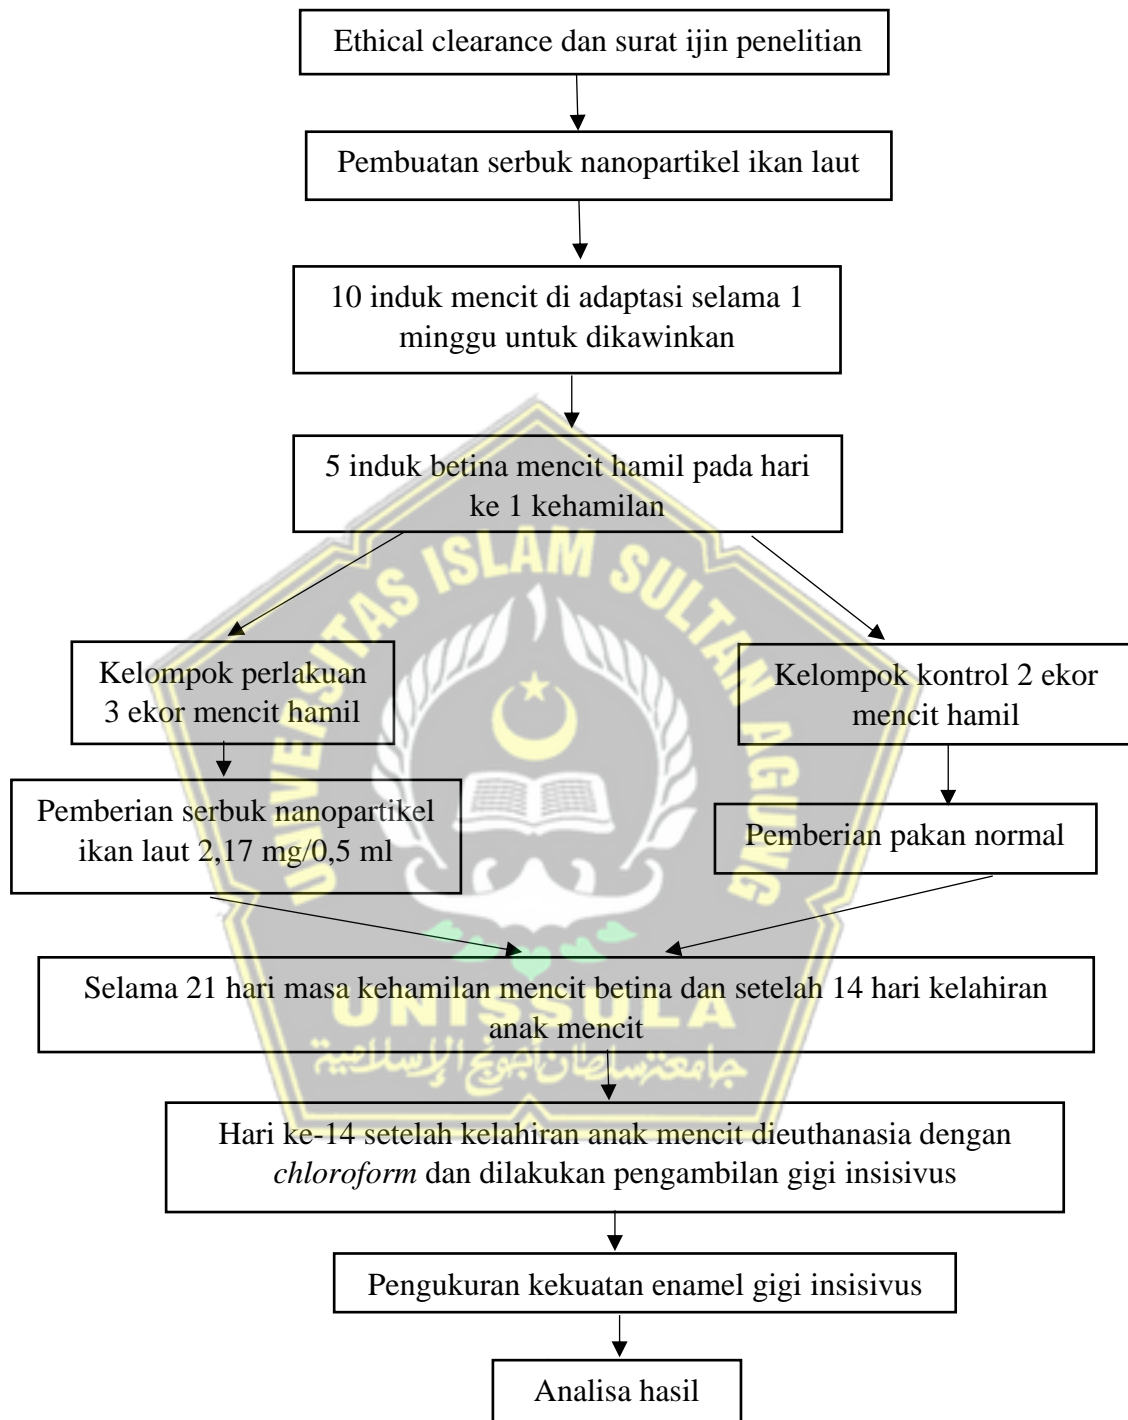 Ethical clearance dan surat ijin penelitian
Pembuatan serbuk nanopartikel ikan laut
10 induk mencit di adaptasi selama 1
minggu untuk dikawinkan
5 induk betina mencit hamil pada hari
ke 1 kehamilan
UNIVERSITAS ISLAM SULTAN AGUNG
Kelompok perlakuan
3 ekor mencit hamil
Kelompok kontrol 2 ekor
mencit hamil
Pemberian serbuk nanopartikel
ikan laut 2,17 mg/0,5 ml
Pemberian pakan normal
Selama 21 hari masa kehamilan mencit betina dan setelah 14 hari kelahiran
anak mencit
UNISSULA
جامعة سلطان أجونج الإسلامية
Hari ke-14 setelah kelahiran anak mencit dieuthanasia dengan
chloroform dan dilakukan pengambilan gigi insisivus
Pengukuran kekuatan enamel gigi insisivus
Analisa hasil